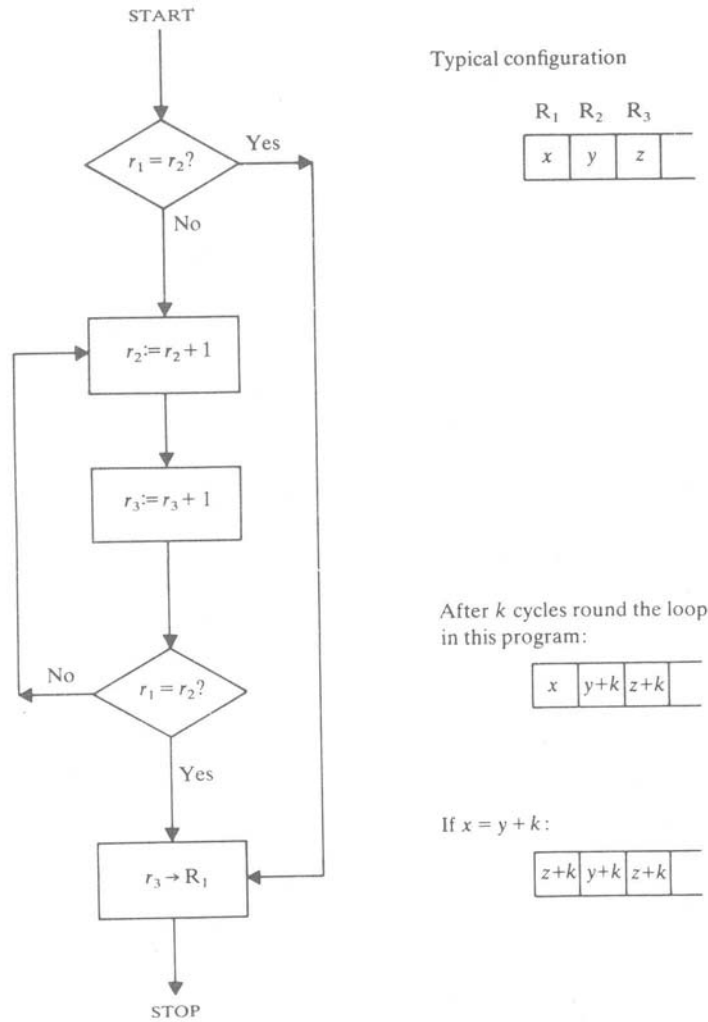 START
Typical configuration
R₁ R₂ R₃
x y z
r₁ = r₂?
Yes
No
r₂:= r₂ + 1
r₃:= r₃ + 1
After k cycles round the loop
in this program:
x y+k z+k
No
r₁ = r₂?
Yes
If x = y + k:
z+k y+k z+k
r₃ → R₁
STOP